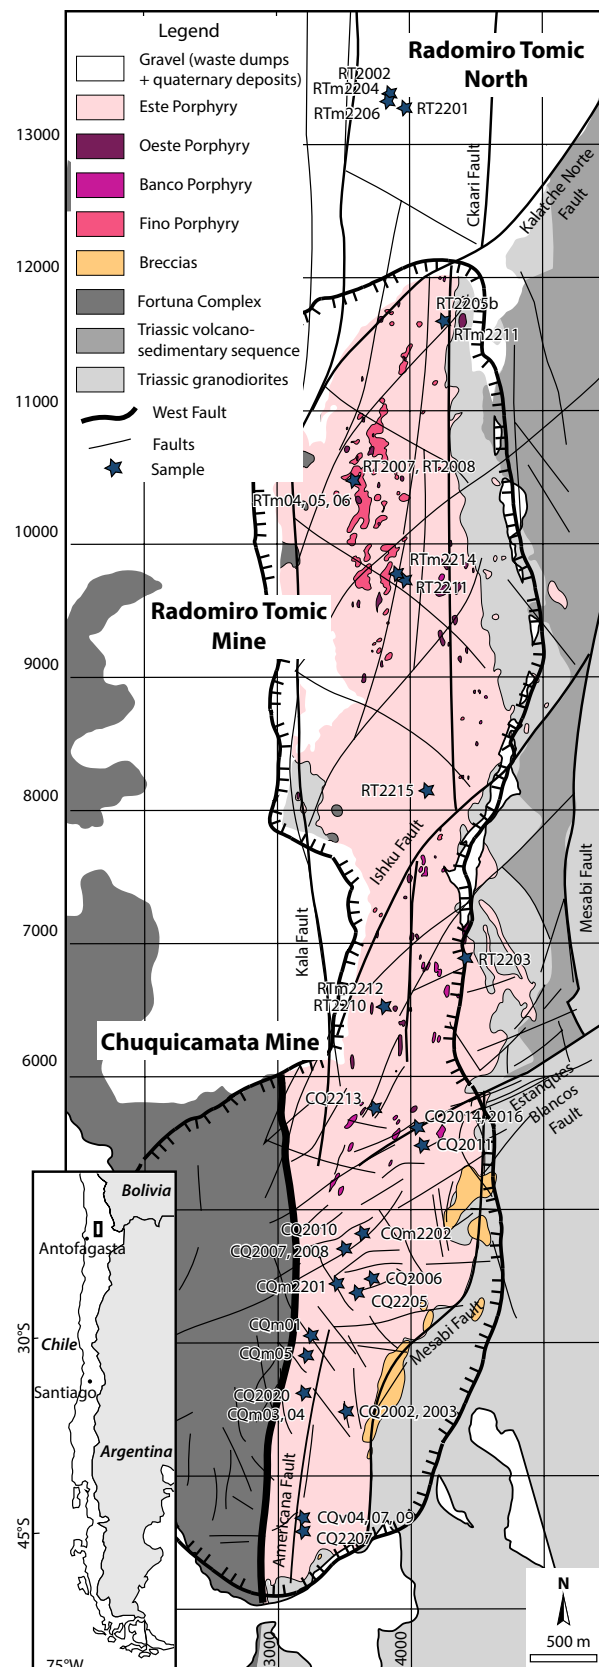 Legend
Gravel (waste dumps
+ quaternary deposits)
Este Porphyry
Oeste Porphyry
Banco Porphyry
Fino Porphyry
Breccias
Fortuna Complex
Triassic volcano-
sedimentary sequence
Triassic granodiorites
West Fault
Faults
Sample
Radomiro Tomic
North
RT2002
RTm2204
RTm2206
RT2201
Ckaari Fault
Kalatche Norte
Fault
13000
12000
11000
10000
9000
8000
7000
6000
RT2205b
RTm2211
RT2007, RT2008
RTm04, 05, 06
RTm2214
RT2211
Radomiro Tomic
Mine
RT2215
Ishku Fault
Kala Fault
Mesabi Fault
RT2203
RTm2212
RT2210
Chuquicamata Mine
CQ2213
CQ2014, 2016
CQ2011
Estanques
Blancos
Fault
CQ2010
CQm2202
CQ2007, 2008
CQ2006
CQm2201
CQ2205
CQm01
CQm05
Mesabi Fault
CQ2020
CQm03, 04
CQ2002, 2003
Americana Fault
CQv04, 07, 09
CQ2207
3000
4000
N
500 m
Bolivia
Antofagasta
Chile
Santiago
Argentina
30°S
45°S
75°W